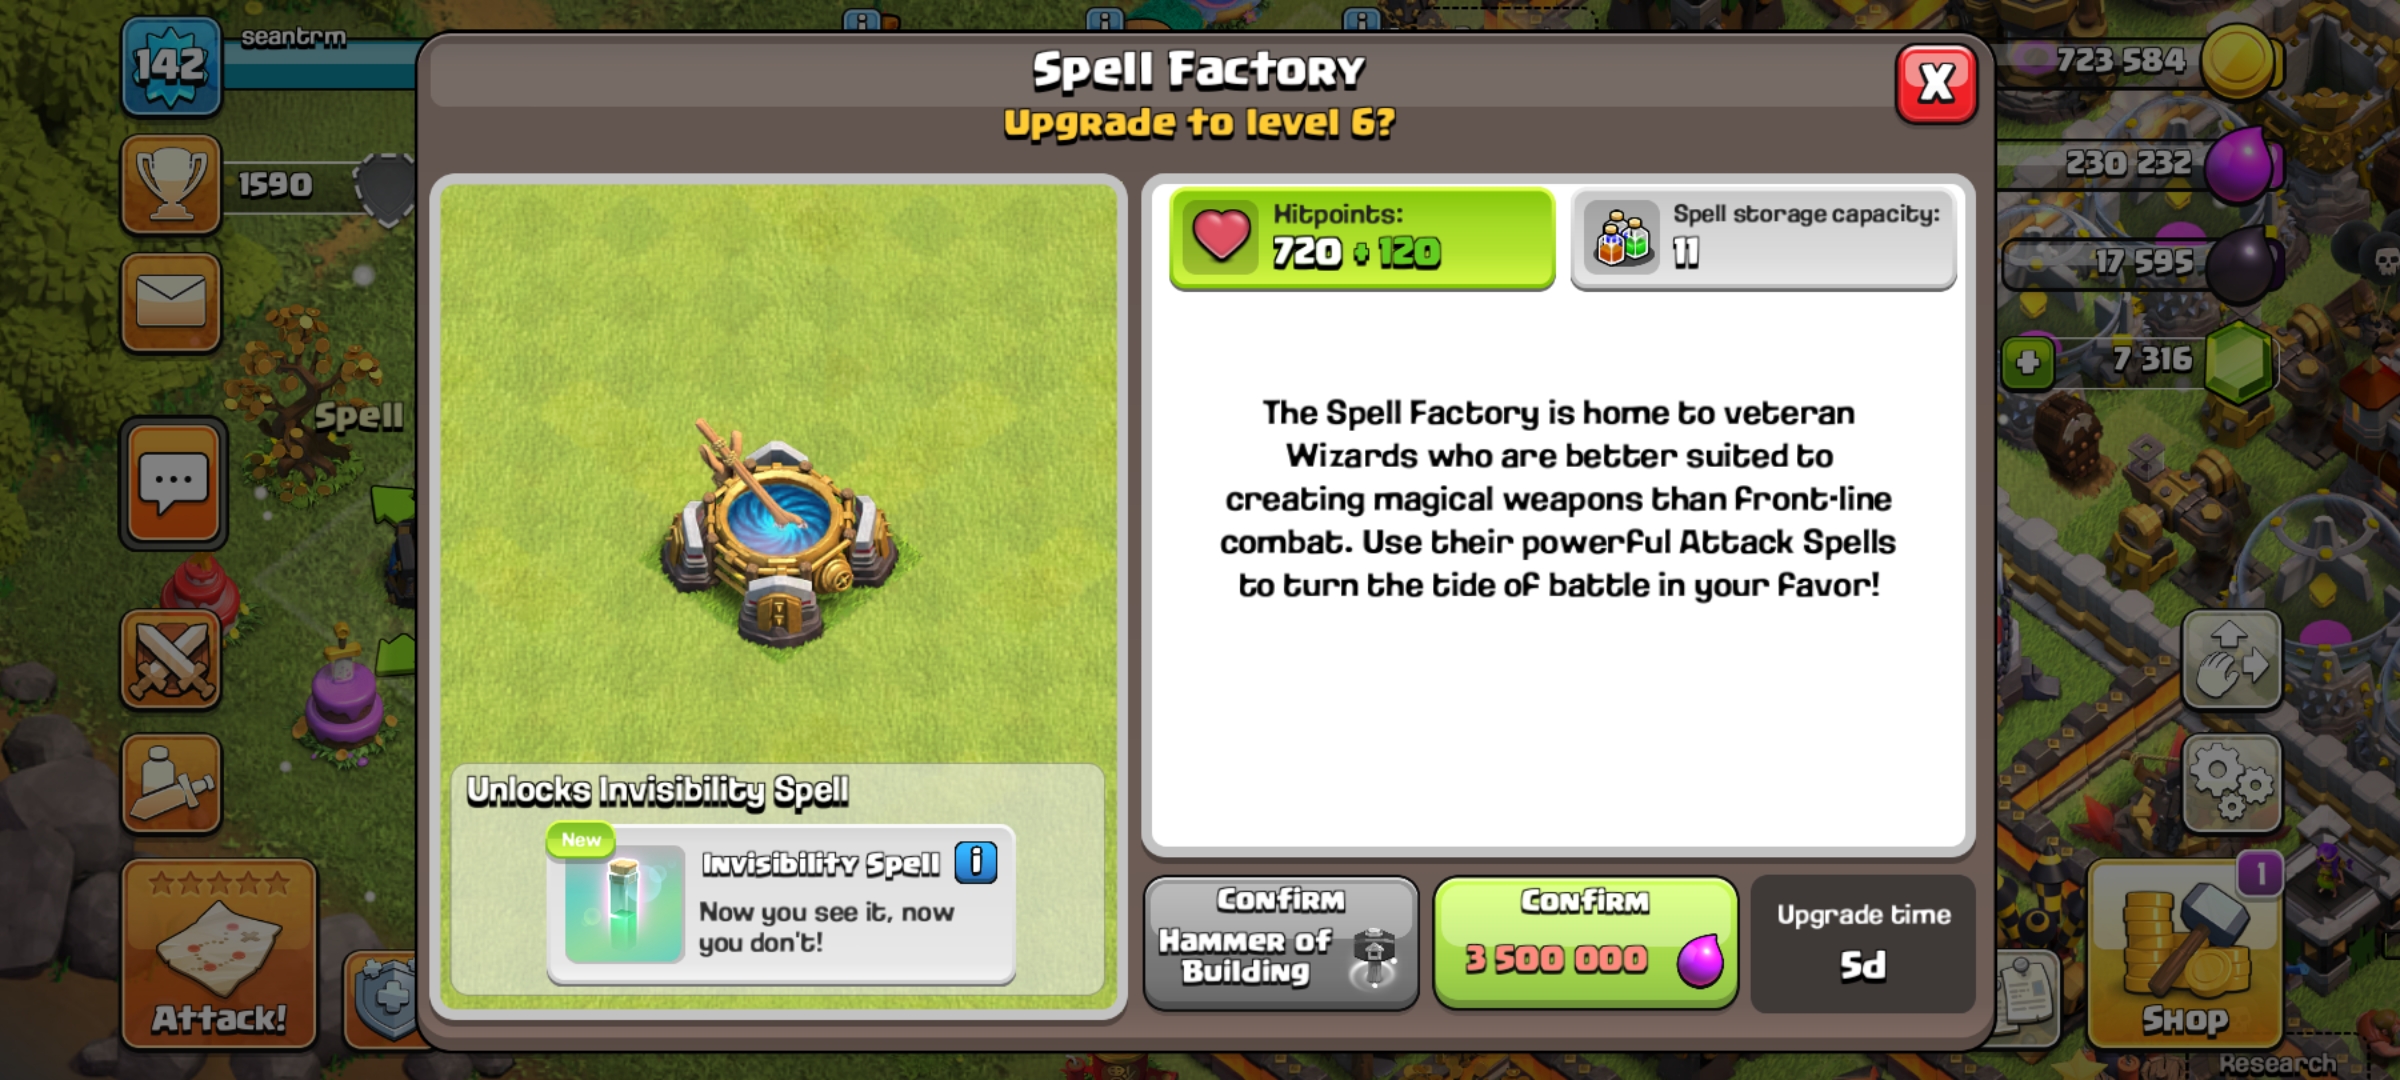 142
seantrm
1590
Spell
Attack!
Spell Factory
Upgrade to level 6?
X
Unlocks Invisibility Spell
New
Invisibility Spell
i
Now you see it, now
you don't!
Hitpoints:
720 + 120
Spell storage capacity:
11
The Spell Factory is home to veteran
Wizards who are better suited to
creating magical weapons than front-line
combat. Use their powerful Attack Spells
to turn the tide of battle in your favor!
Confirm
Hammer of
Building
Confirm
3 500 000
Upgrade time
5d
723 584
230 232
17 595
7 316
1
Shop
Research